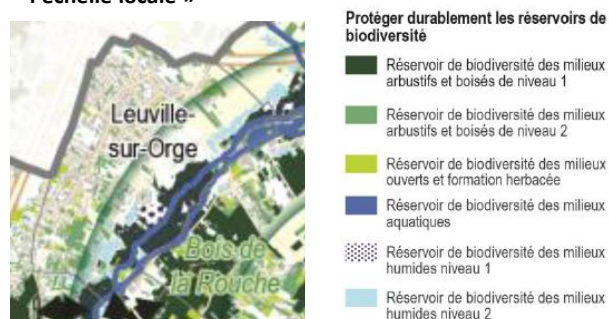 l'échelle locale »
Leuville-
sur-Orge
Bois de
la Rouche
Protéger durablement les réservoirs de
biodiversité
Réservoir de biodiversité des milieux
arbustifs et boisés de niveau 1
Réservoir de biodiversité des milieux
arbustifs et boisés de niveau 2
Réservoir de biodiversité des milieux
ouverts et formation herbacée
Réservoir de biodiversité des milieux
aquatiques
Réservoir de biodiversité des milieux
humides niveau 1
Réservoir de biodiversité des milieux
humides niveau 2